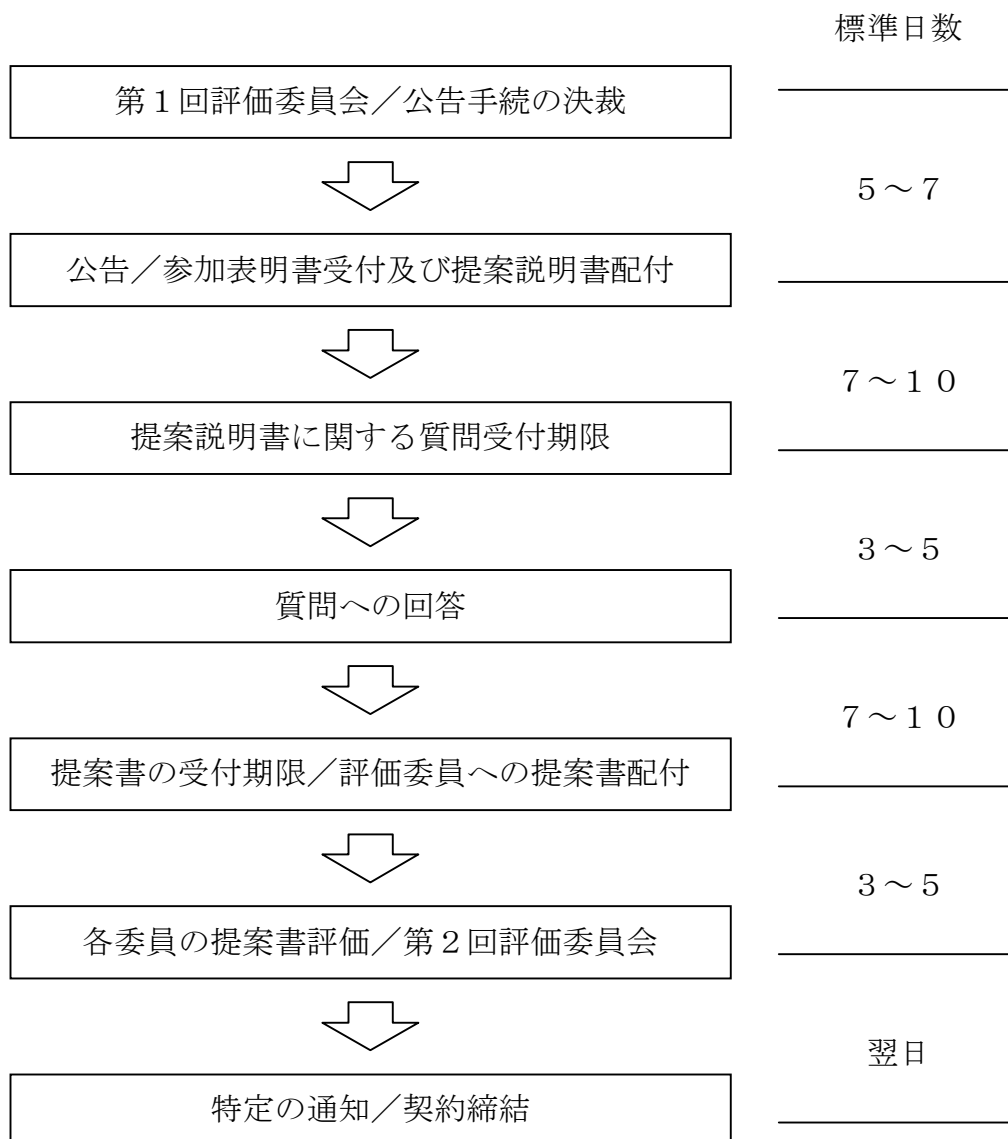 標準日数
第１回評価委員会／公告手続の決裁
５～７
公告／参加表明書受付及び提案説明書配付
７～１０
提案説明書に関する質問受付期限
３～５
質問への回答
７～１０
提案書の受付期限／評価委員への提案書配付
３～５
各委員の提案書評価／第２回評価委員会
翌日
特定の通知／契約締結